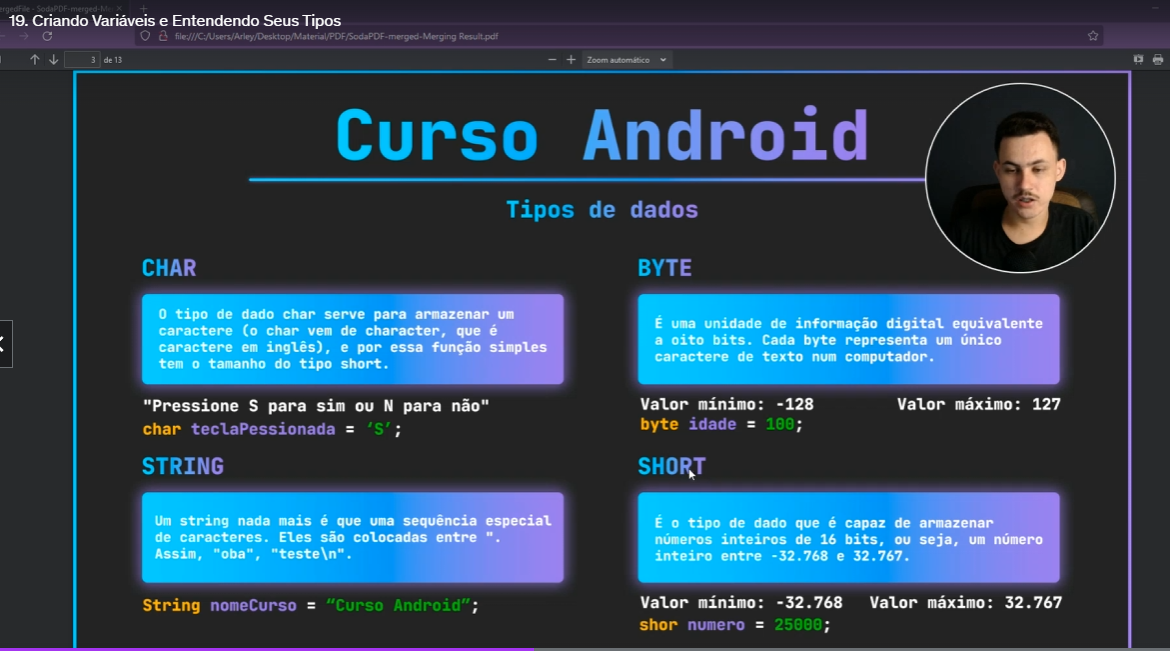 ergedFile - SodaPDF-merged-Me
19. Criando Variáveis e Entendendo Seus Tipos
file:///C:/Users/Arley/Desktop/Material/PDF/SodaPDF-merged-Merging Result.pdf
3 de 13
Zoom automático
Curso Android
Tipos de dados
CHAR
O tipo de dado char serve para armazenar um
caractere (o char vem de character, que é
caractere em inglês), e por essa função simples
tem o tamanho do tipo short.
"Pressione S para sim ou N para não"
char teclaPessionada = ‘S’;
BYTE
É uma unidade de informação digital equivalente
a oito bits. Cada byte representa um único
caractere de texto num computador.
Valor mínimo: -128 Valor máximo: 127
byte idade = 100;
STRING
Um string nada mais é que uma sequência especial
de caracteres. Eles são colocadas entre ".
Assim, "oba", "teste\n".
String nomeCurso = “Curso Android”;
SHORT
É o tipo de dado que é capaz de armazenar
números inteiros de 16 bits, ou seja, um número
inteiro entre -32.768 e 32.767.
Valor mínimo: -32.768 Valor máximo: 32.767
shor numero = 25000;